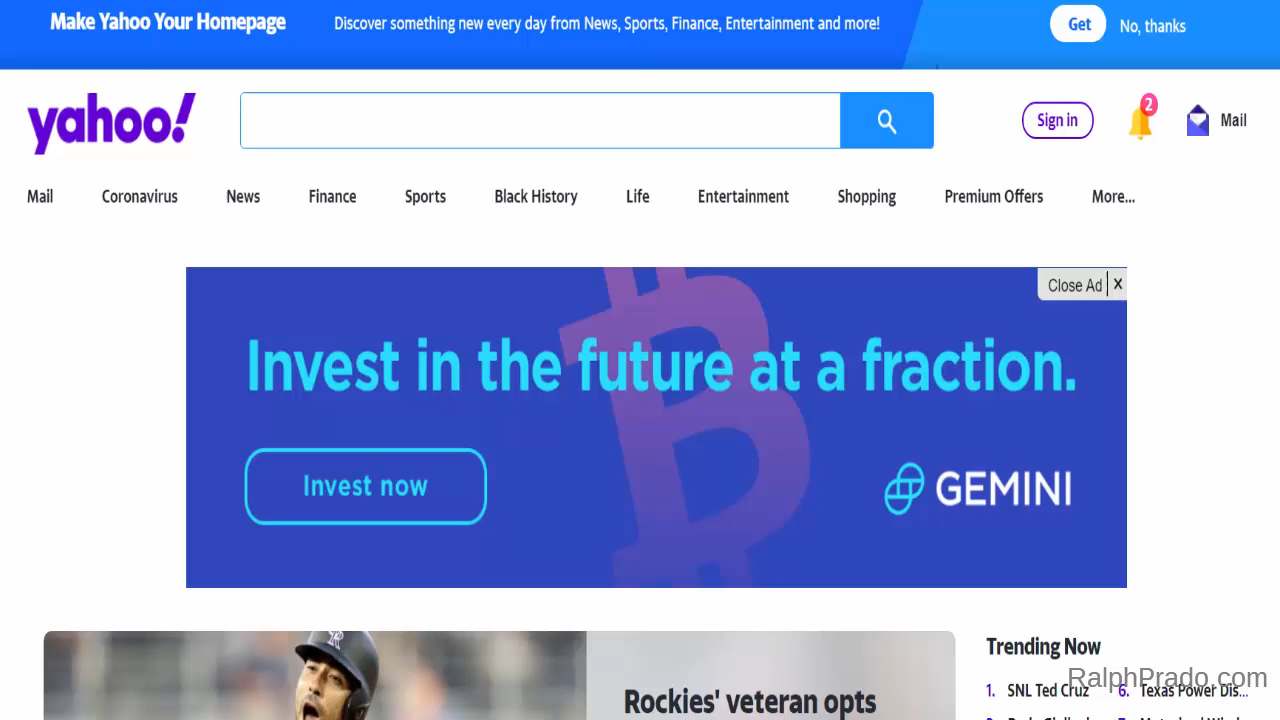 Make Yahoo Your Homepage
Discover something new every day from News, Sports, Finance, Entertainment and more!
Get
No, thanks
yahoo!
Sign in
2
Mail
Mail Coronavirus News Finance Sports Black History Life Entertainment Shopping Premium Offers More...
Close Ad X
Invest in the future at a fraction.
Invest now
GEMINI
Rockies' veteran opts
Trending Now
RalphPrado.com
1. SNL Ted Cruz 6. Texas Power Dis...